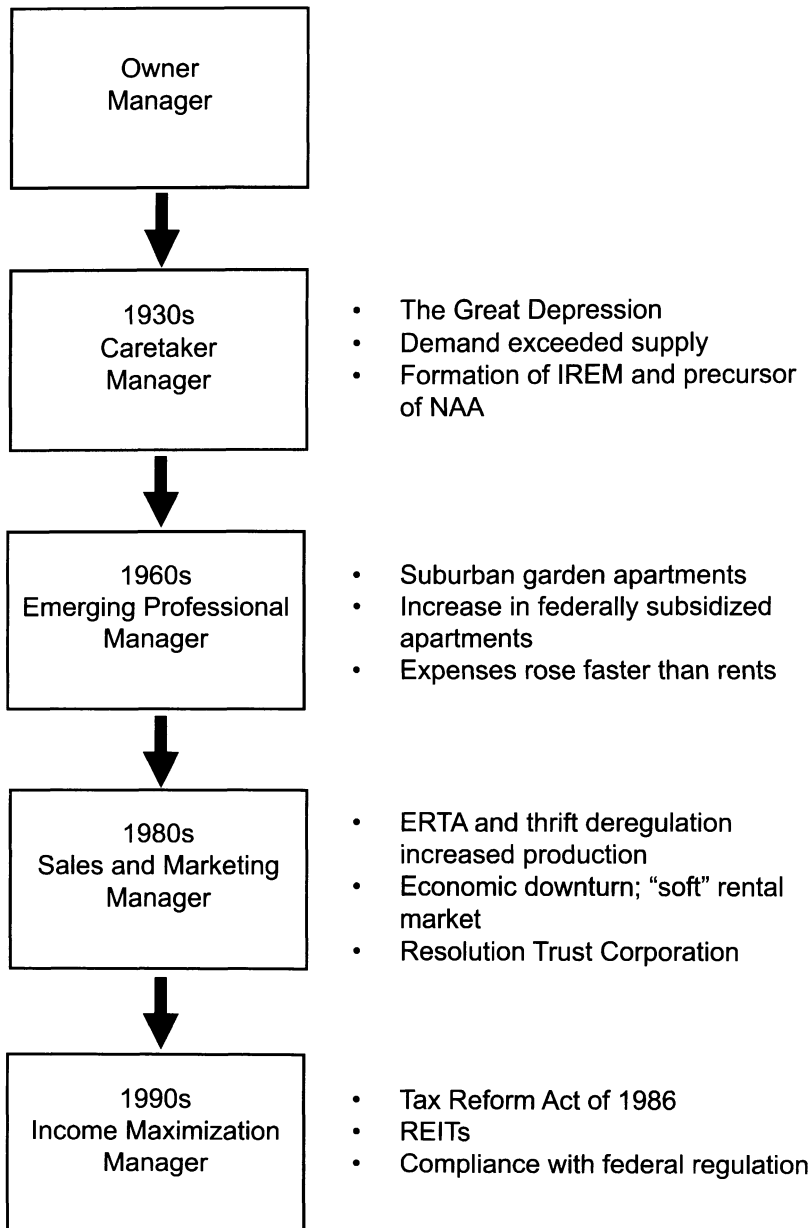 Owner
Manager
1930s
Caretaker
Manager
• The Great Depression
• Demand exceeded supply
• Formation of IREM and precursor
of NAA
1960s
Emerging Professional
Manager
• Suburban garden apartments
• Increase in federally subsidized
apartments
• Expenses rose faster than rents
1980s
Sales and Marketing
Manager
• ERTA and thrift deregulation
increased production
• Economic downturn; “soft” rental
market
• Resolution Trust Corporation
1990s
Income Maximization
Manager
• Tax Reform Act of 1986
• REITs
• Compliance with federal regulation